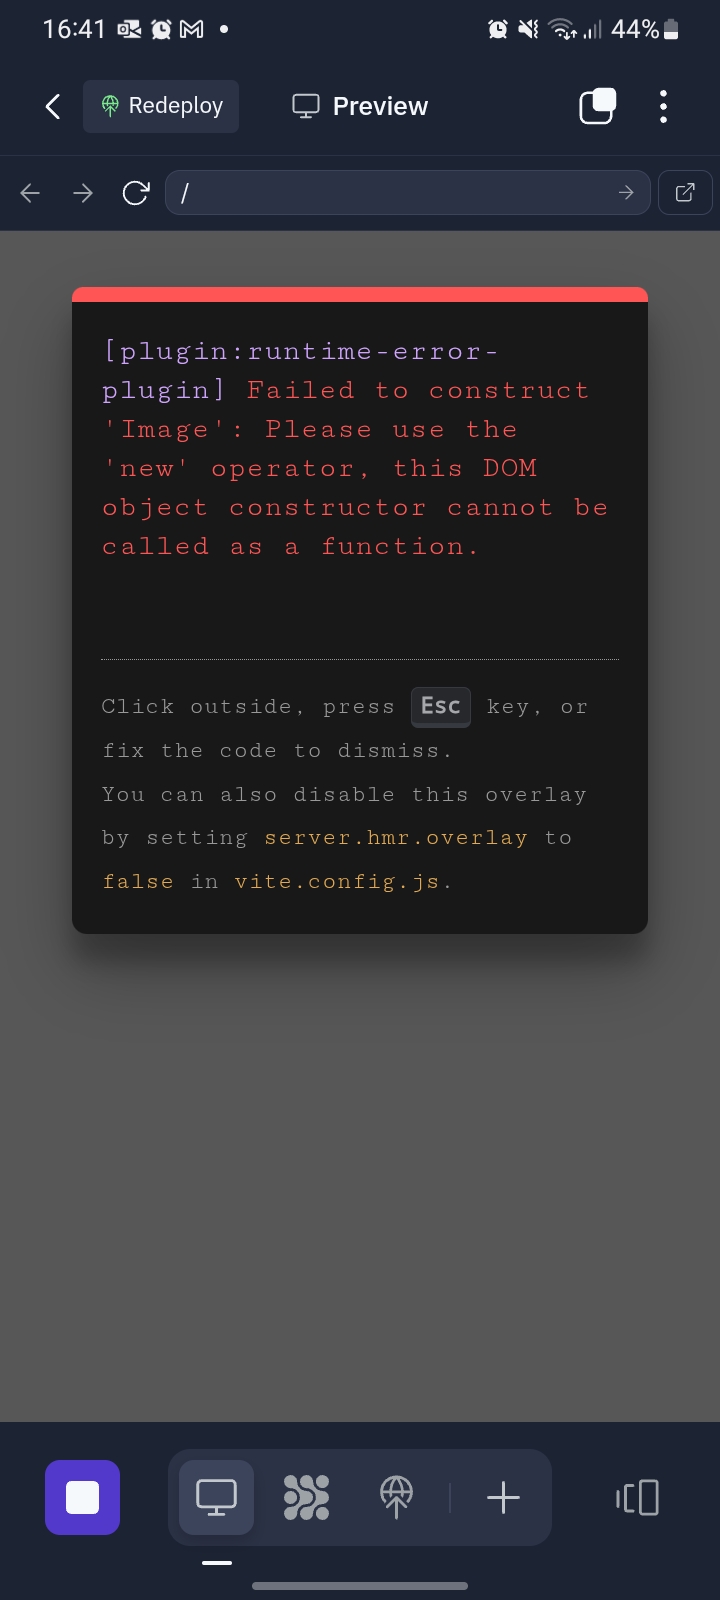 16:41
44%
Redeploy
Preview
/
[plugin:runtime-error-
plugin] Failed to construct
'Image': Please use the
'new' operator, this DOM
object constructor cannot be
called as a function.
Click outside, press Esc key, or
fix the code to dismiss.
You can also disable this overlay
by setting server.hmr.overlay to
false in vite.config.js.